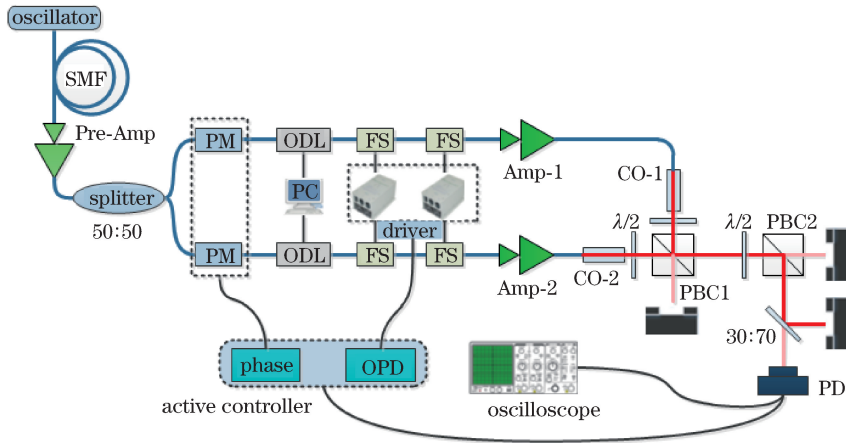 oscillator
SMF
Pre-Amp
splitter
50:50
PM
ODL
FS
FS
Amp-1
PC
driver
PM
ODL
FS
FS
Amp-2
CO-1
λ/2
λ/2
PBC2
CO-2
PBC1
30:70
PD
phase
OPD
active controller
oscilloscope